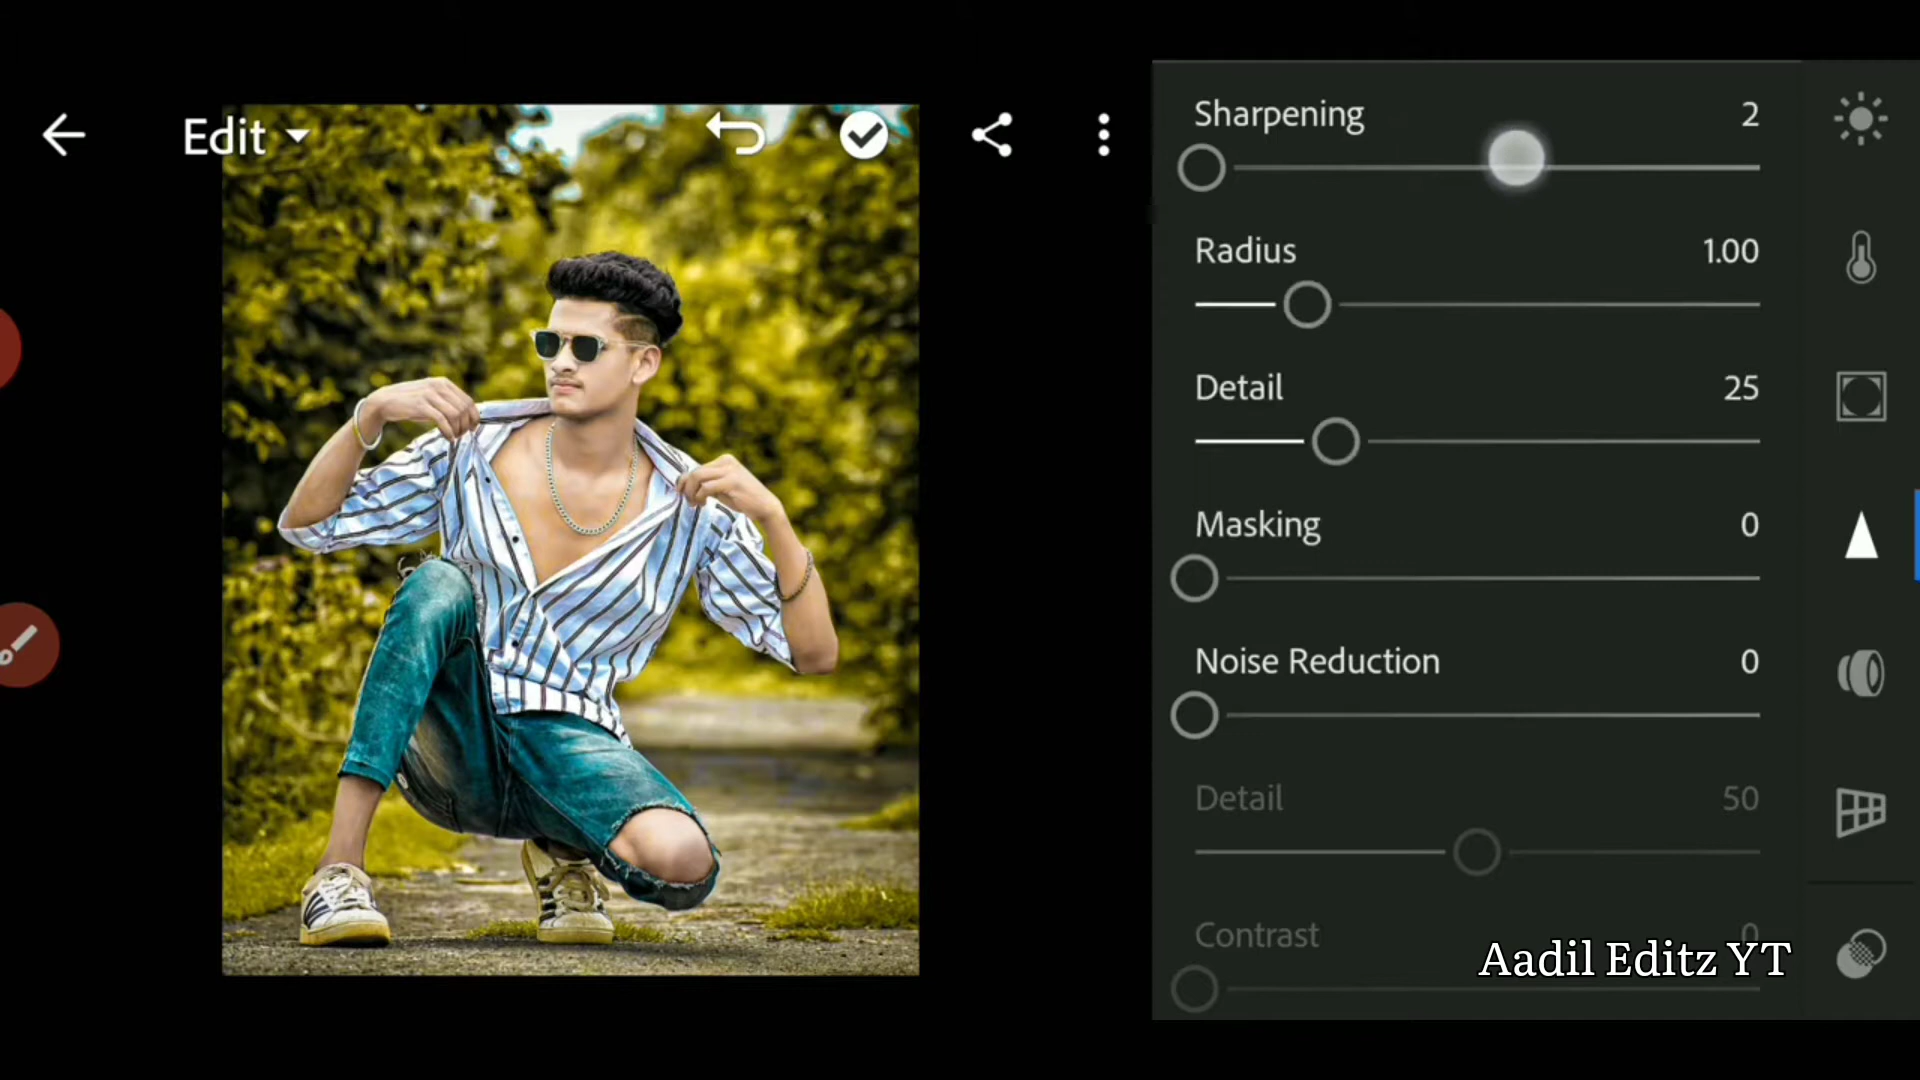 Edit
Sharpening 2
Radius 1.00
Detail 25
Masking 0
Noise Reduction 0
Detail 50
Contrast 0
Aadil Editz YT